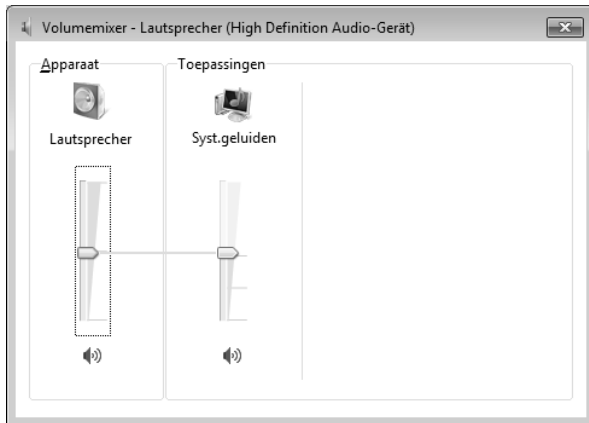 Volumemixer - Lautsprecher (High Definition Audio-Gerät)
Apparaat
Toepassingen
Lautsprecher
Syst.geluiden